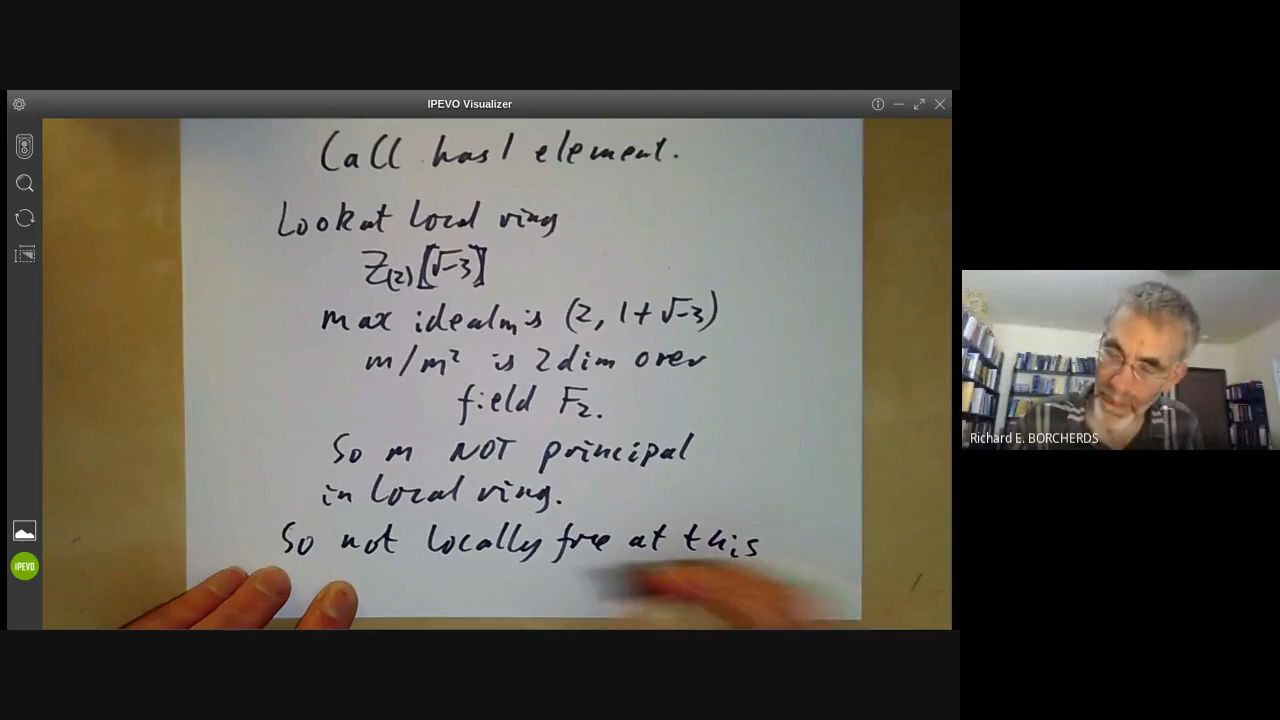 IPEVO Visualizer
Call has 1 element.
Look at local ring
Z(2)[√-3]
max ideal m is (2, 1+√-3)
m/m² is 2 dim over
field F₂.
So m NOT principal
in local ring.
So not locally free at this
Richard E. BORCHERDS
IPEVO